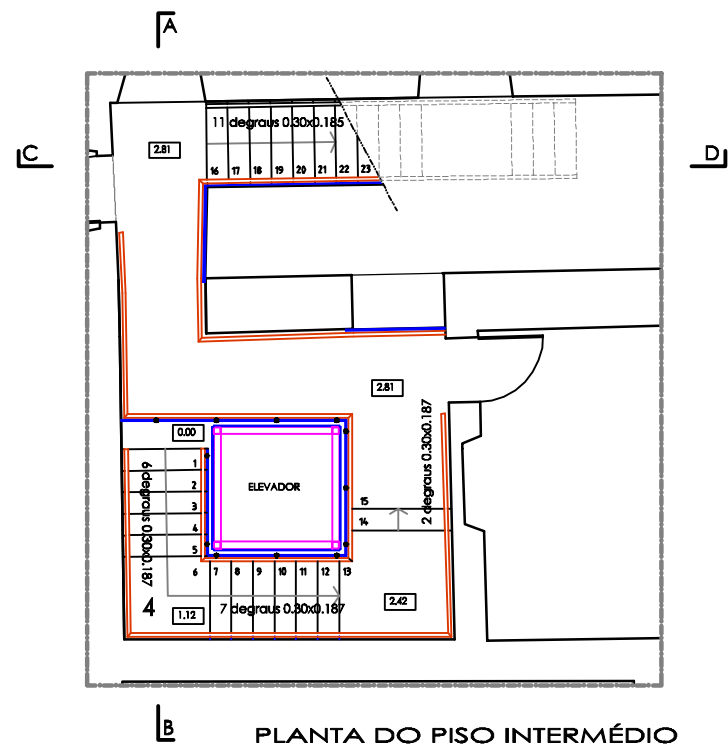 A
11 degraus 0.30x0.185
2.81
C
D
16 17 18 19 20 21 22 23
2.81
0.00
2 degraus 0.30x0.187
6 degraus 0.30x0.187
1
2
3
4
5
ELEVADOR
15
14
6 7 8 9 10 11 12 13
4
1.12
7 degraus 0.30x0.187
2.42
B
PLANTA DO PISO INTERMÉDIO